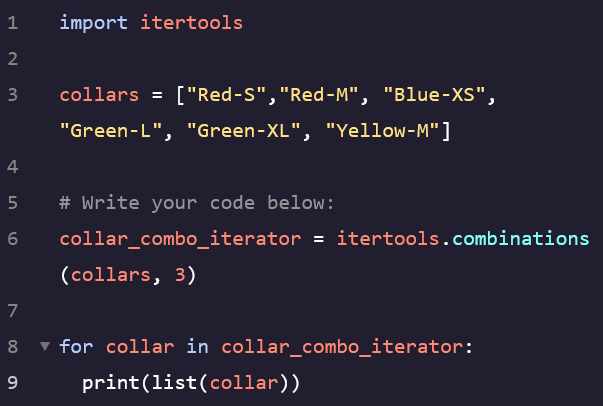 1 import itertools
2
3 collars = ["Red-S","Red-M", "Blue-XS",
"Green-L", "Green-XL", "Yellow-M"]
4
5 # Write your code below:
6 collar_combo_iterator = itertools.combinations
(collars, 3)
7
8 ▼ for collar in collar_combo_iterator:
9 print(list(collar))